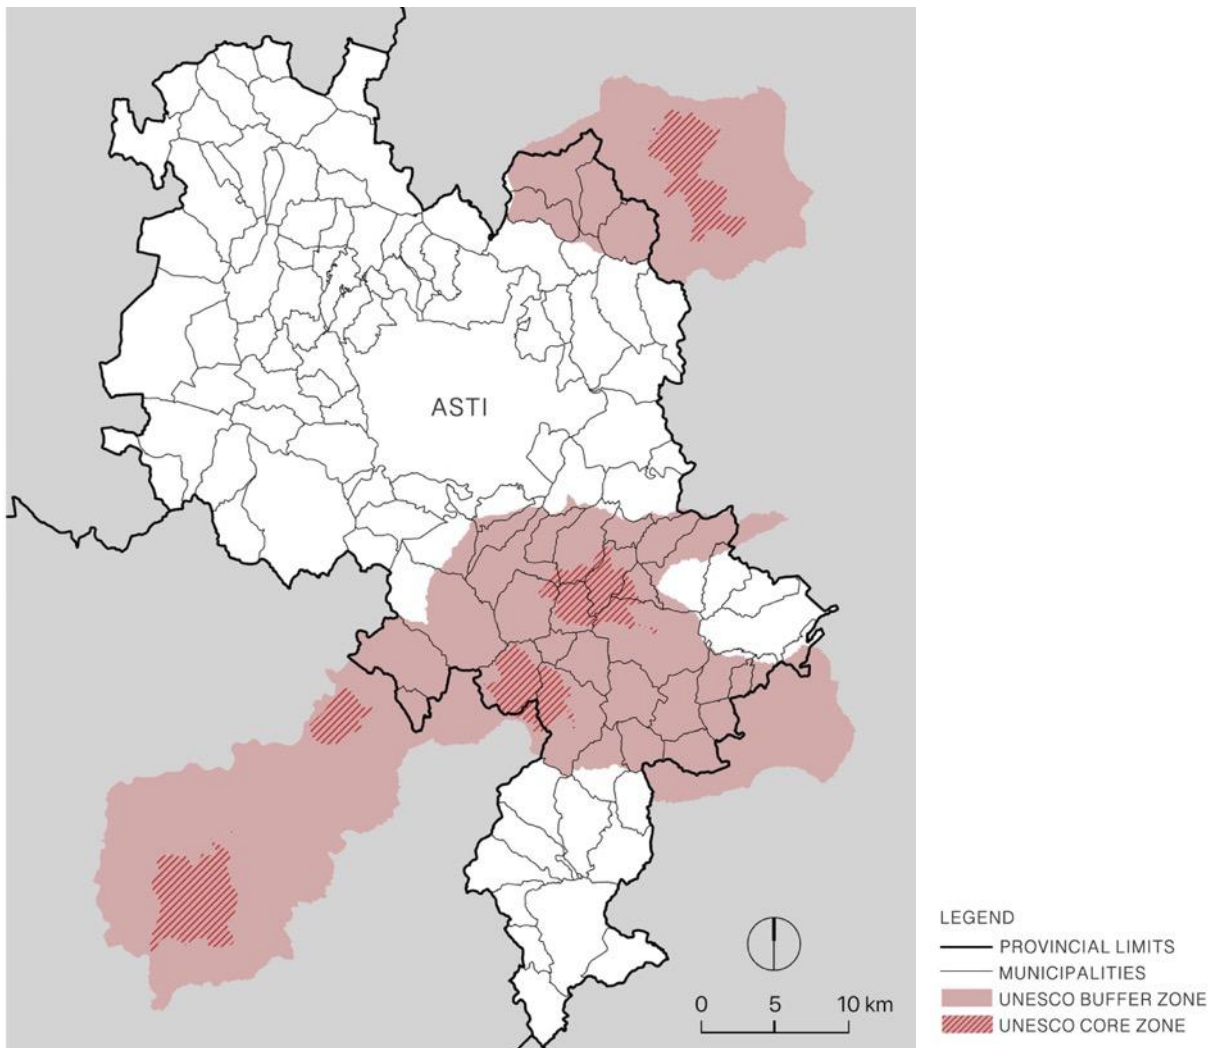 ASTI
0 5 10 km
LEGEND
PROVINCIAL LIMITS
MUNICIPALITIES
UNESCO BUFFER ZONE
UNESCO CORE ZONE